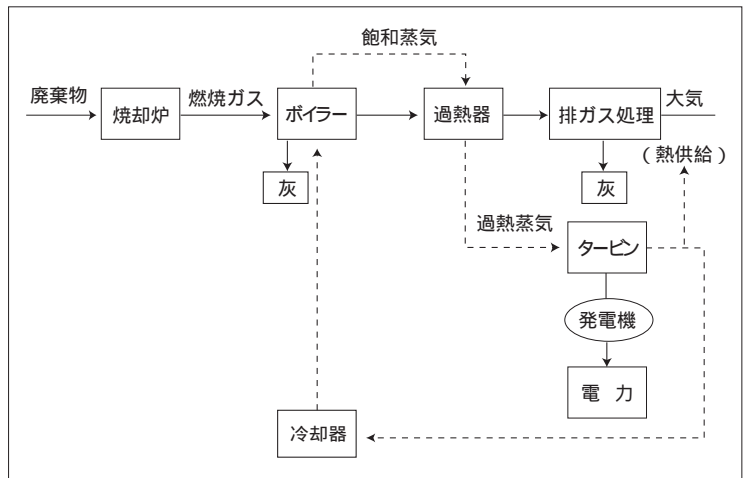 飽和蒸気
廃棄物
焼却炉
燃焼ガス
ボイラー
過熱器
排ガス処理
大気
灰
灰
(熱供給)
過熱蒸気
タービン
発電機
電 力
冷却器